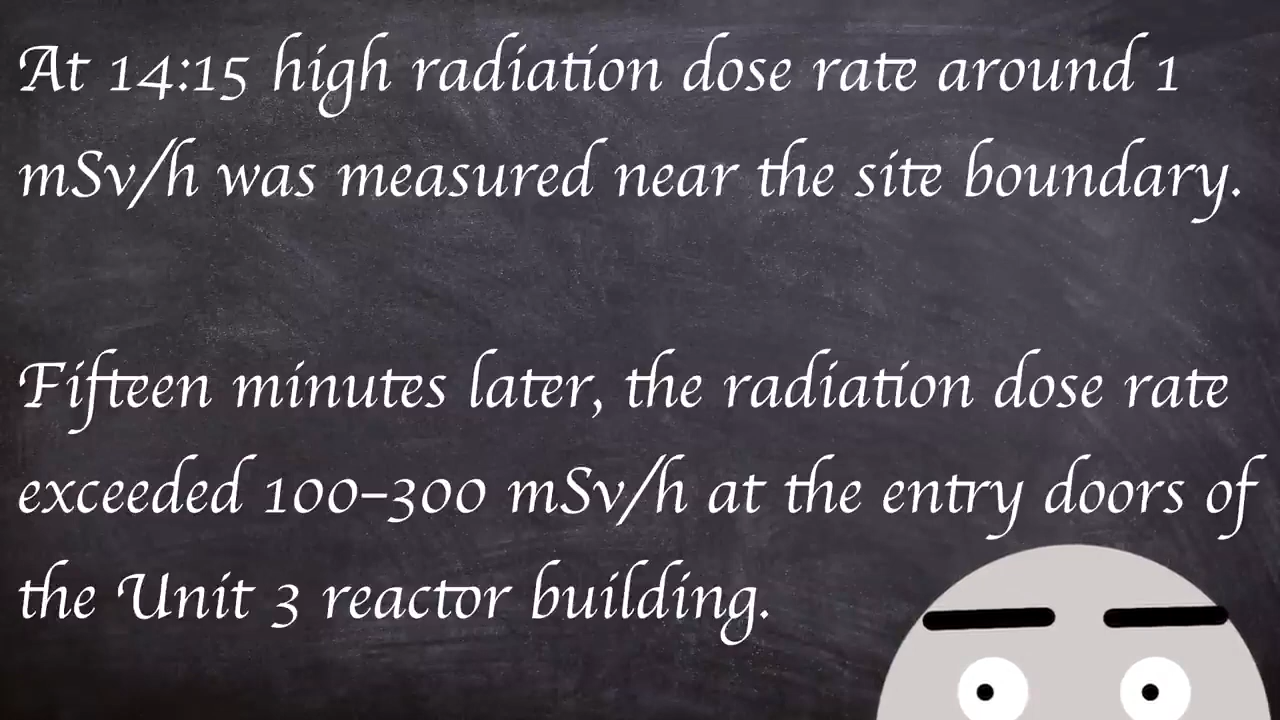 At 14:15 high radiation dose rate around 1
mSv/h was measured near the site boundary.
Fifteen minutes later, the radiation dose rate
exceeded 100–300 mSv/h at the entry doors of
the Unit 3 reactor building.